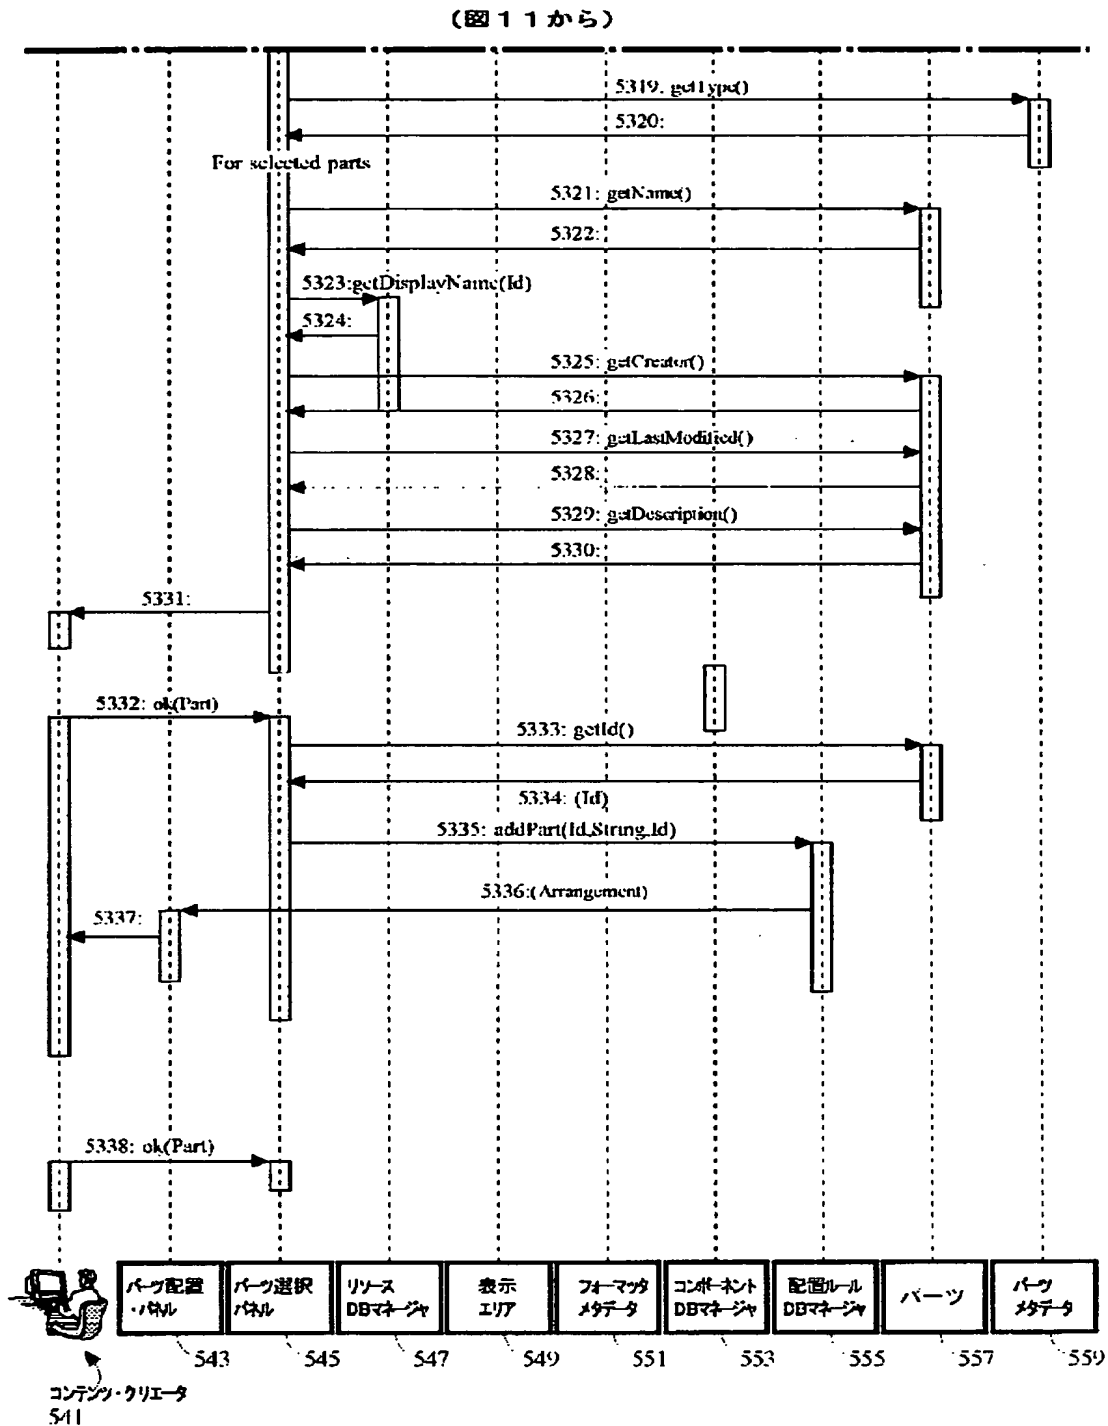 (図11から)
5319: getType()
5320:
For selected parts
5321: getName()
5322:
5323:getDisplayName(Id)
5324:
5325: getCreator()
5326:
5327: getLastModified()
5328:
5329: getDescription()
5330:
5331:
5332: ok(Part)
5333: getId()
5334: (Id)
5335: addPart(Id,String,Id)
5336:(Arrangement)
5337:
5338: ok(Part)
パーツ配置
・パネル
パーツ選択
パネル
リソース
DBマネージャ
表示
エリア
フォーマッタ
メタデータ
コンポーネント
DBマネージャ
配置ルール
DBマネージャ
パーツ
パーツ
メタデータ
543
545
547
549
551
553
555
557
559
コンテンツ・クリエータ
541